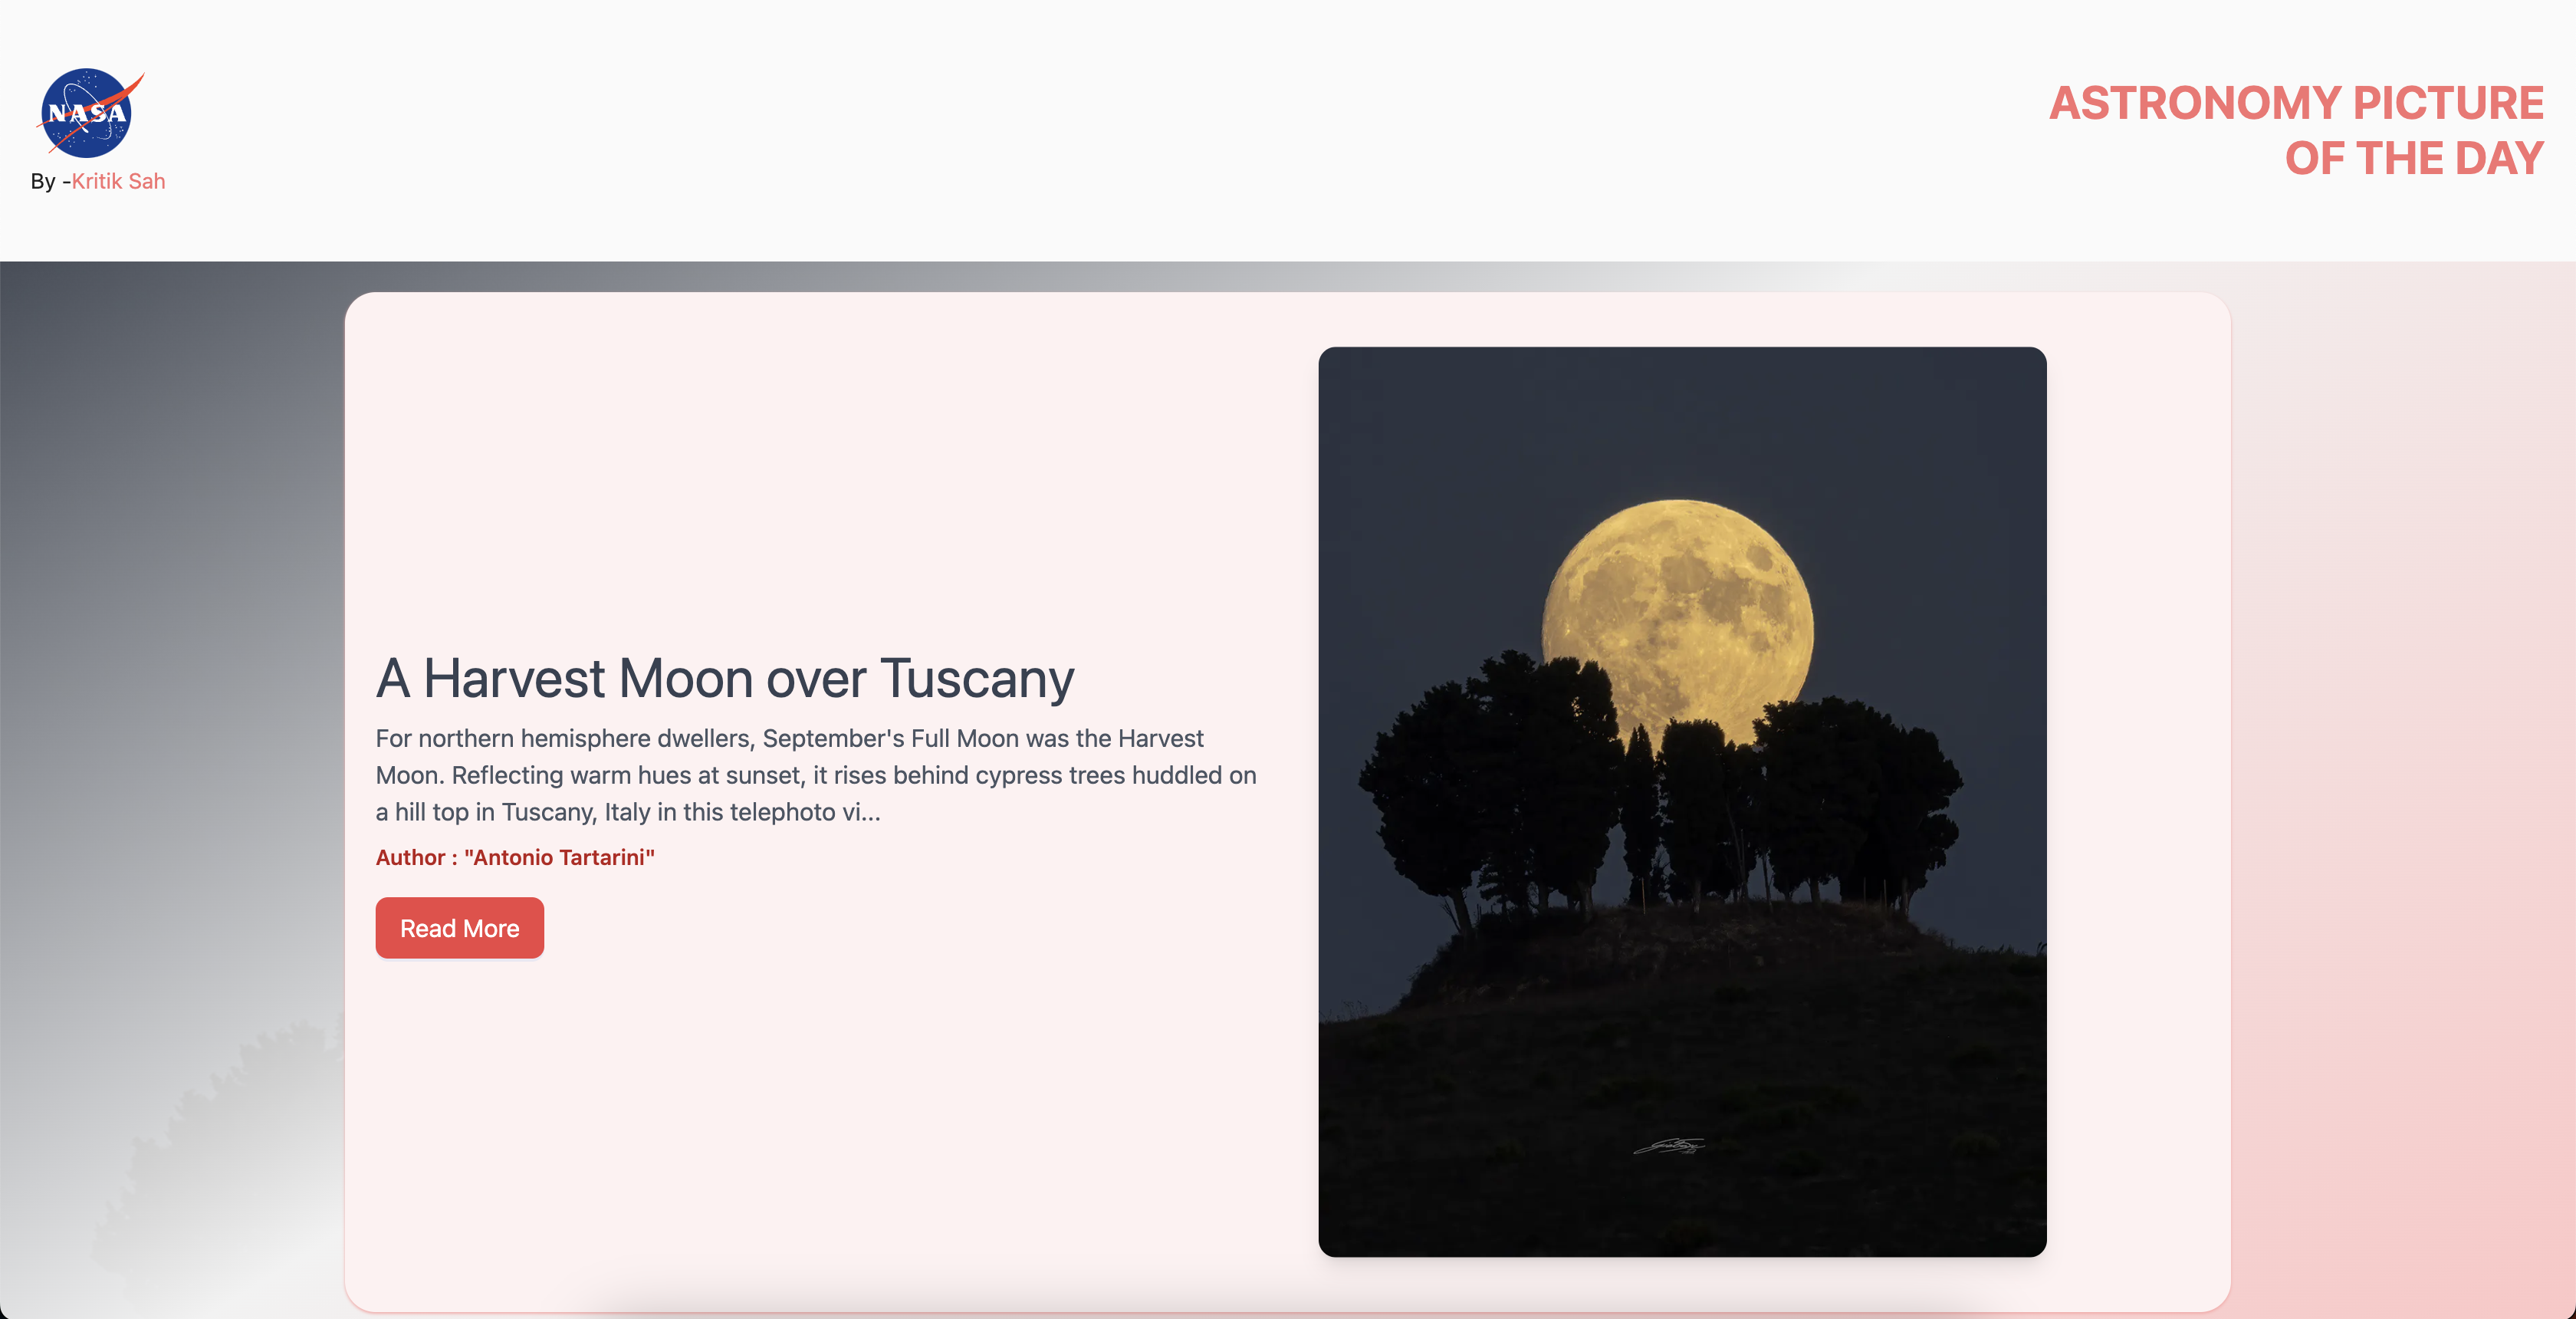 NASA
By -Kritik Sah
ASTRONOMY PICTURE
OF THE DAY
A Harvest Moon over Tuscany
For northern hemisphere dwellers, September's Full Moon was the Harvest
Moon. Reflecting warm hues at sunset, it rises behind cypress trees huddled on
a hill top in Tuscany, Italy in this telephoto vi...
Author : "Antonio Tartarini"
Read More